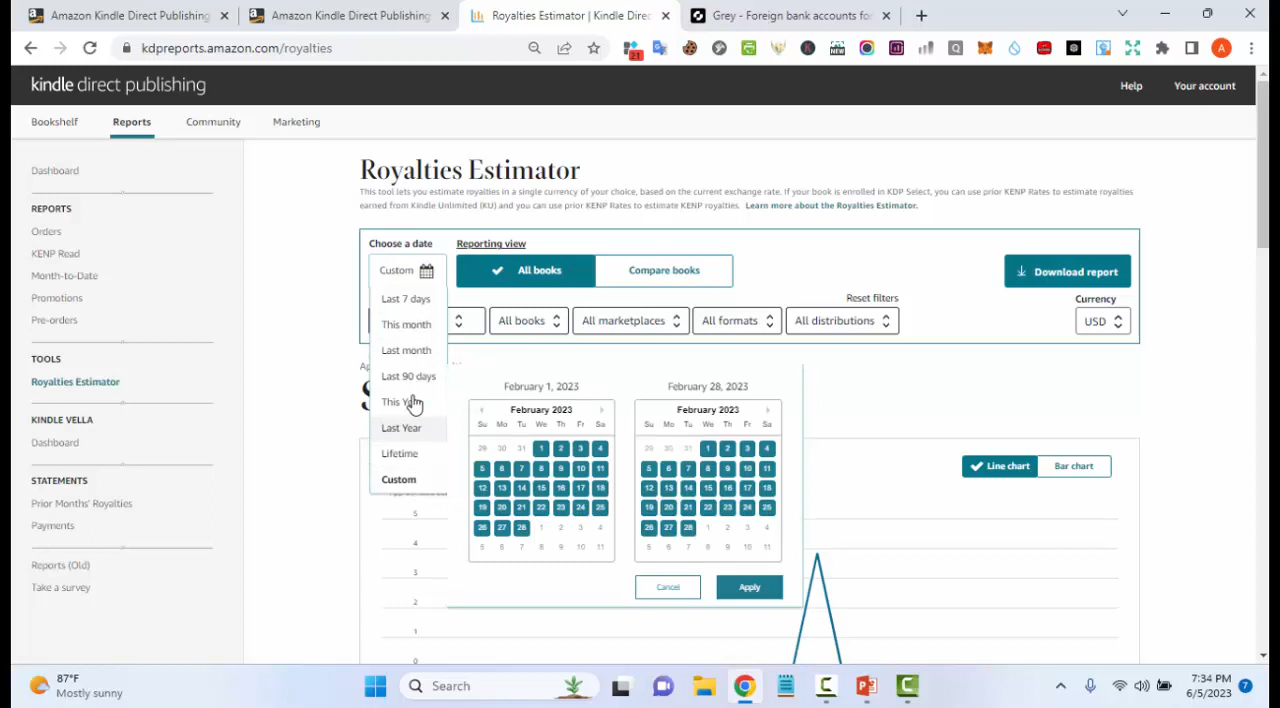 Amazon Kindle Direct Publishing
Amazon Kindle Direct Publishing
Royalties Estimator | Kindle Direc
Grey - Foreign bank accounts for
kdpreports.amazon.com/royalties
21
NEW
A
kindle direct publishing
Help
Your account
Bookshelf
Reports
Community
Marketing
Dashboard
REPORTS
Orders
KENP Read
Month-to-Date
Promotions
Pre-orders
TOOLS
Royalties Estimator
KINDLE VELLA
Dashboard
STATEMENTS
Prior Months' Royalties
Payments
Reports (Old)
Take a survey
Royalties Estimator
This tool lets you estimate royalties in a single currency of your choice, based on the current exchange rate. If your book is enrolled in KDP Select, you can use prior KENP Rates to estimate royalties
earned from Kindle Unlimited (KU) and you can use prior KENP Rates to estimate KENP royalties. Learn more about the Royalties Estimator.
Choose a date
Reporting view
Custom
All books
Compare books
Download report
Last 7 days
This month
Last month
Last 90 days
This Ye
Last Year
Lifetime
Custom
Reset filters
Currency
All books
All marketplaces
All formats
All distributions
USD
February 1, 2023
February 28, 2023
February 2023
February 2023
Su Mo Tu We Th Fr Sa
Su Mo Tu We Th Fr Sa
29 30 31 1 2 3 4
29 30 31 1 2 3 4
5 6 7 8 9 10 11
5 6 7 8 9 10 11
12 13 14 15 16 17 18
12 13 14 15 16 17 18
19 20 21 22 23 24 25
19 20 21 22 23 24 25
26 27 28 1 2 3 4
26 27 28 1 2 3 4
5 6 7 8 9 10 11
5 6 7 8 9 10 11
Cancel
Apply
Line chart
Bar chart
5
4
3
2
1
0
87°F
Mostly sunny
Search
7:34 PM
6/5/2023
7